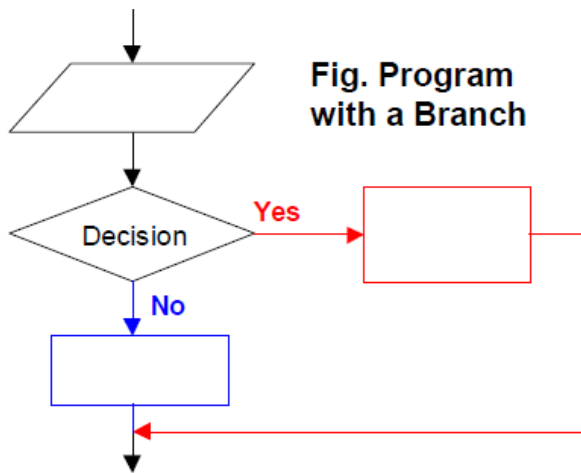 Fig. Program
with a Branch
Yes
Decision
No